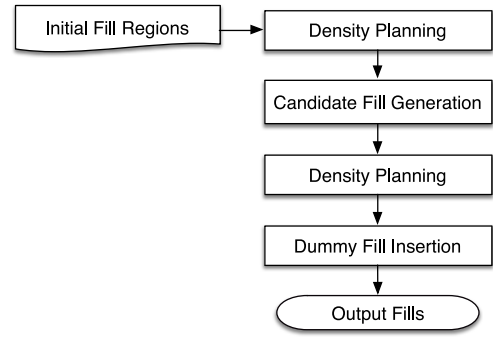 Initial Fill Regions
Density Planning
Candidate Fill Generation
Density Planning
Dummy Fill Insertion
Output Fills